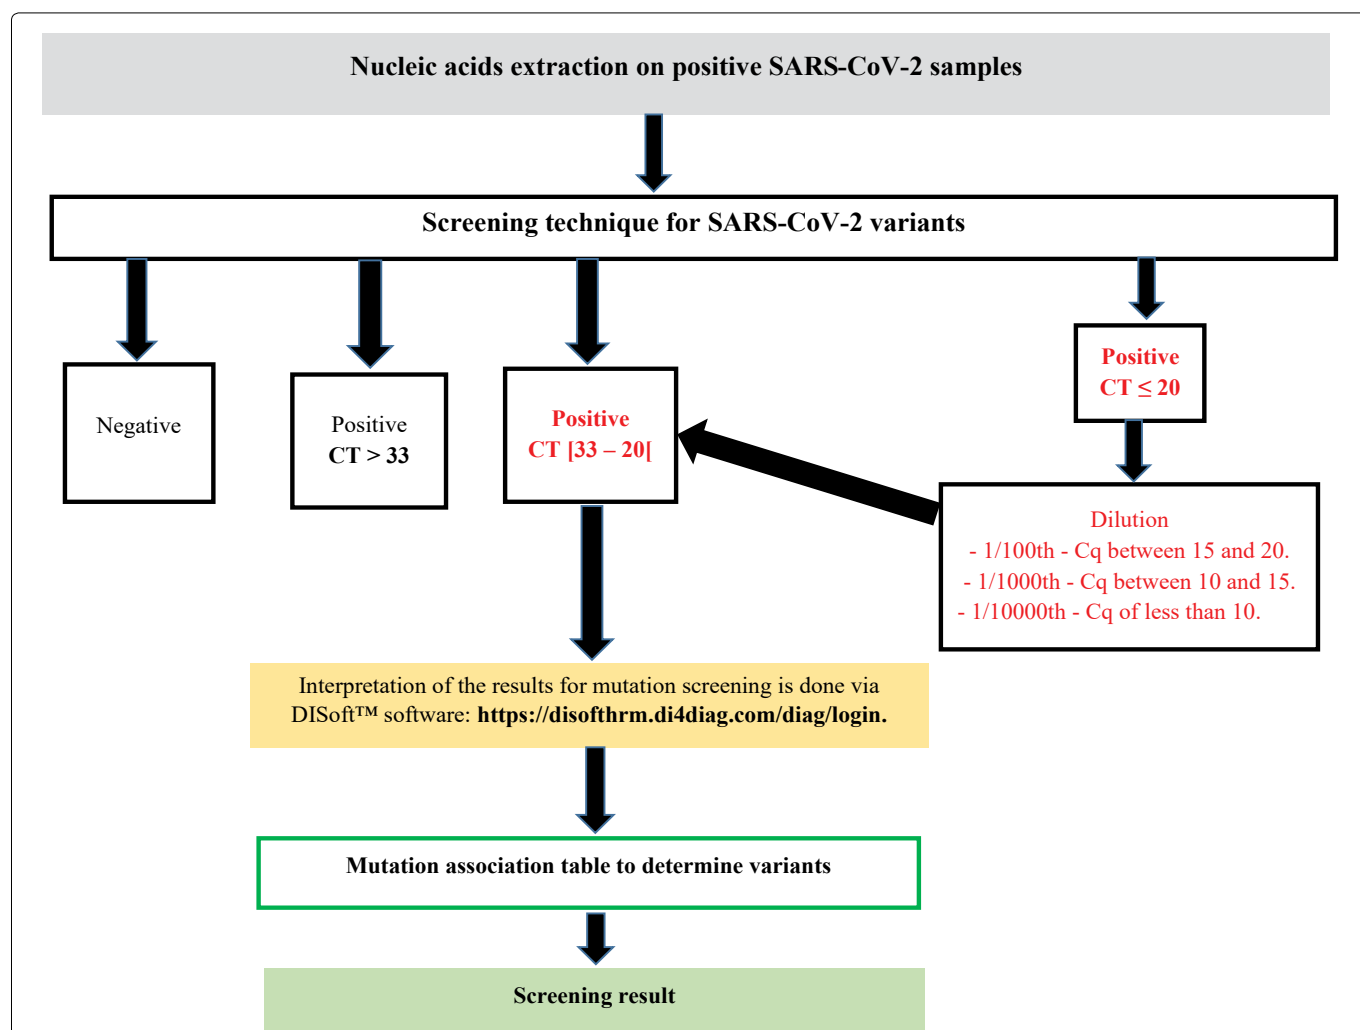 Nucleic acids extraction on positive SARS-CoV-2 samples
Screening technique for SARS-CoV-2 variants
Negative
Positive
CT > 33
Positive
CT [33 – 20[
Positive
CT ≤ 20
Dilution
- 1/100th - Cq between 15 and 20.
- 1/1000th - Cq between 10 and 15.
- 1/10000th - Cq of less than 10.
Interpretation of the results for mutation screening is done via
DISoft™ software: https://disofthrm.di4diag.com/diag/login.
Mutation association table to determine variants
Screening result